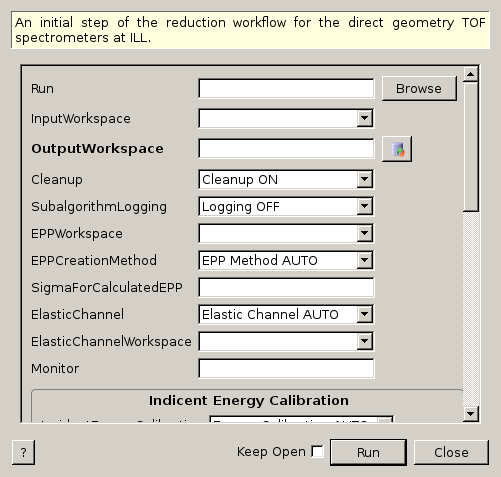 An initial step of the reduction workflow for the direct geometry TOF
spectrometers at ILL.
Run
Browse
InputWorkspace
OutputWorkspace
Cleanup Cleanup ON
SubalgorithmLogging Logging OFF
EPPWorkspace
EPPCreationMethod EPP Method AUTO
SigmaForCalculatedEPP
ElasticChannel Elastic Channel AUTO
ElasticChannelWorkspace
Monitor
Indicent Energy Calibration
? Keep Open Run Close